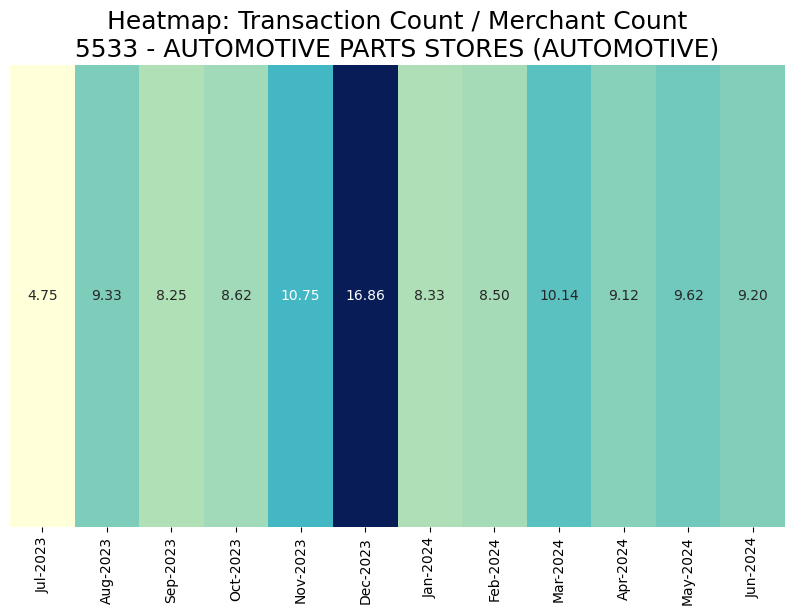 Heatmap: Transaction Count / Merchant Count
5533 - AUTOMOTIVE PARTS STORES (AUTOMOTIVE)
4.75 9.33 8.25 8.62 10.75 16.86 8.33 8.50 10.14 9.12 9.62 9.20
Jul-2023 Aug-2023 Sep-2023 Oct-2023 Nov-2023 Dec-2023 Jan-2024 Feb-2024 Mar-2024 Apr-2024 May-2024 Jun-2024